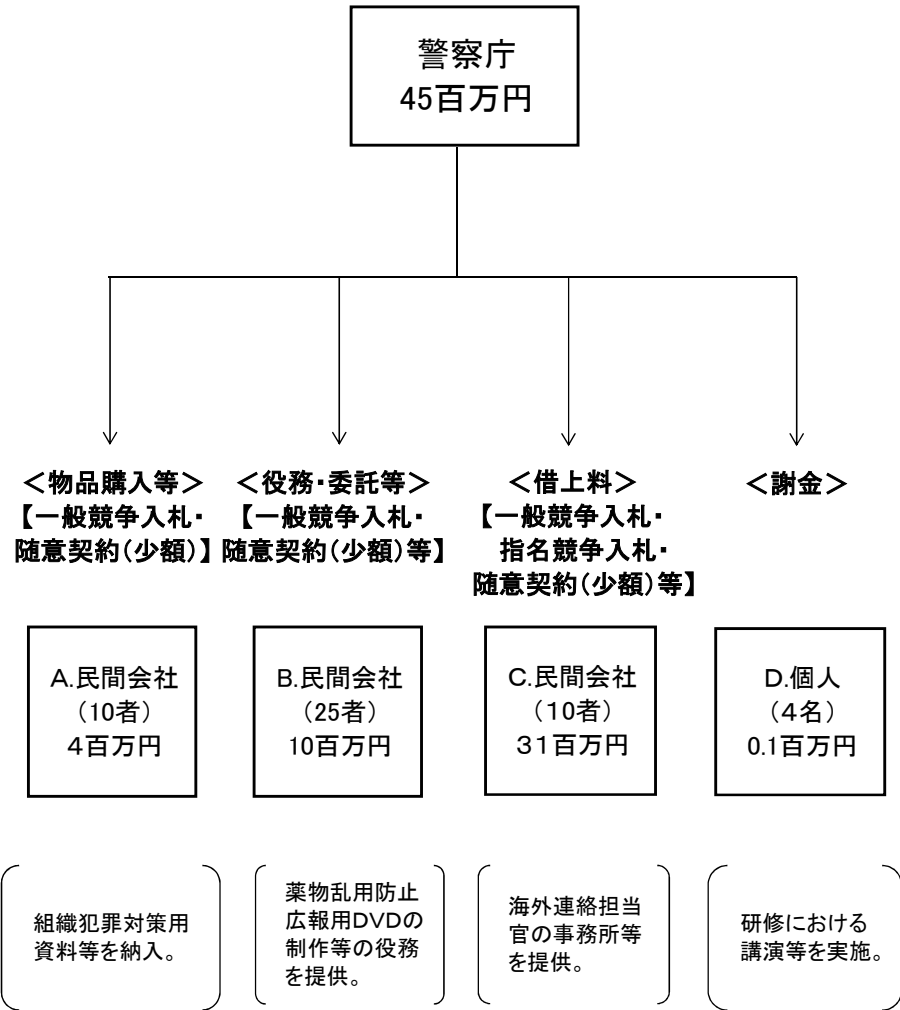 警察庁
45百万円
＜物品購入等＞
【一般競争入札・
随意契約(少額)】
＜役務・委託等＞
【一般競争入札・
随意契約(少額)等】
＜借上料＞
【一般競争入札・
指名競争入札・
随意契約(少額)等】
＜謝金＞
A.民間会社
（10者）
４百万円
B.民間会社
（25者）
10百万円
C.民間会社
（10者）
３１百万円
D.個人
（４名）
0.1百万円
組織犯罪対策用
資料等を納入。
薬物乱用防止
広報用DVDの
制作等の役務
を提供。
海外連絡担当
官の事務所等
を提供。
研修における
講演等を実施。